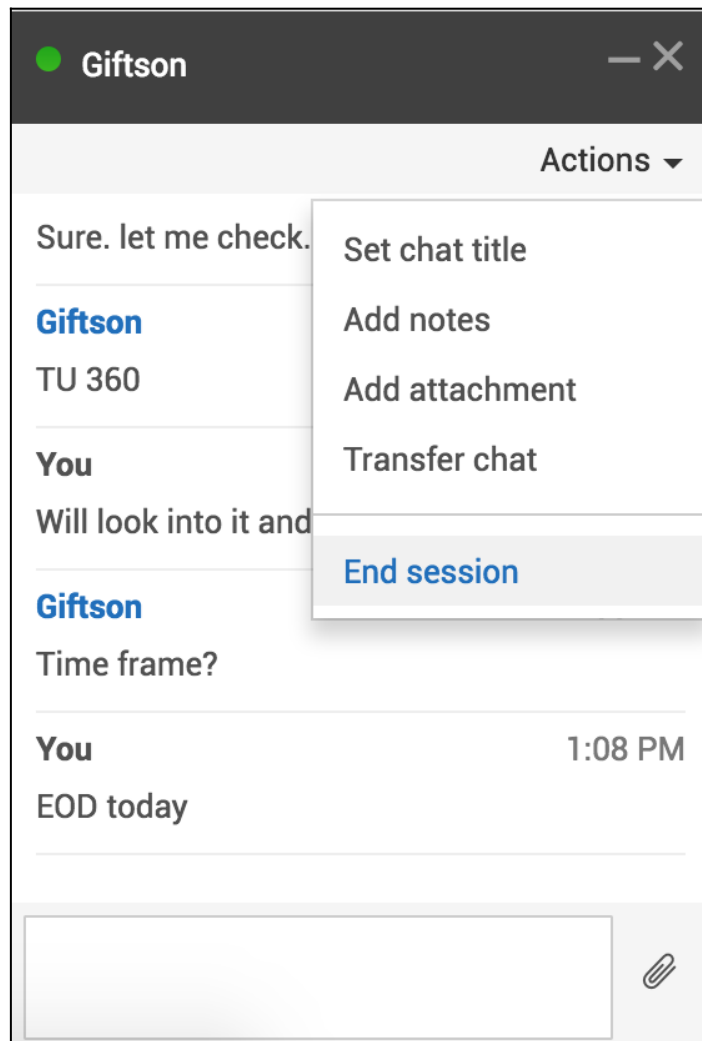 Giftson
Actions
Sure. let me check.
Set chat title
Giftson
Add notes
TU 360
Add attachment
You
Transfer chat
Will look into it and
End session
Giftson
Time frame?
You 1:08 PM
EOD today